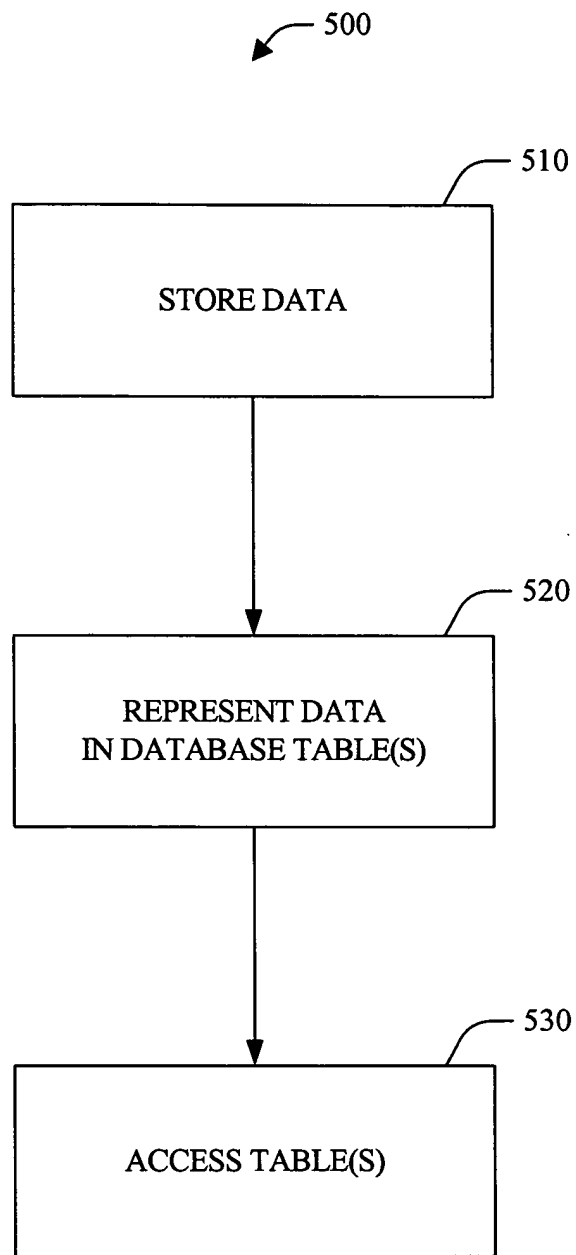 500
510
STORE DATA
520
REPRESENT DATA
IN DATABASE TABLE(S)
530
ACCESS TABLE(S)